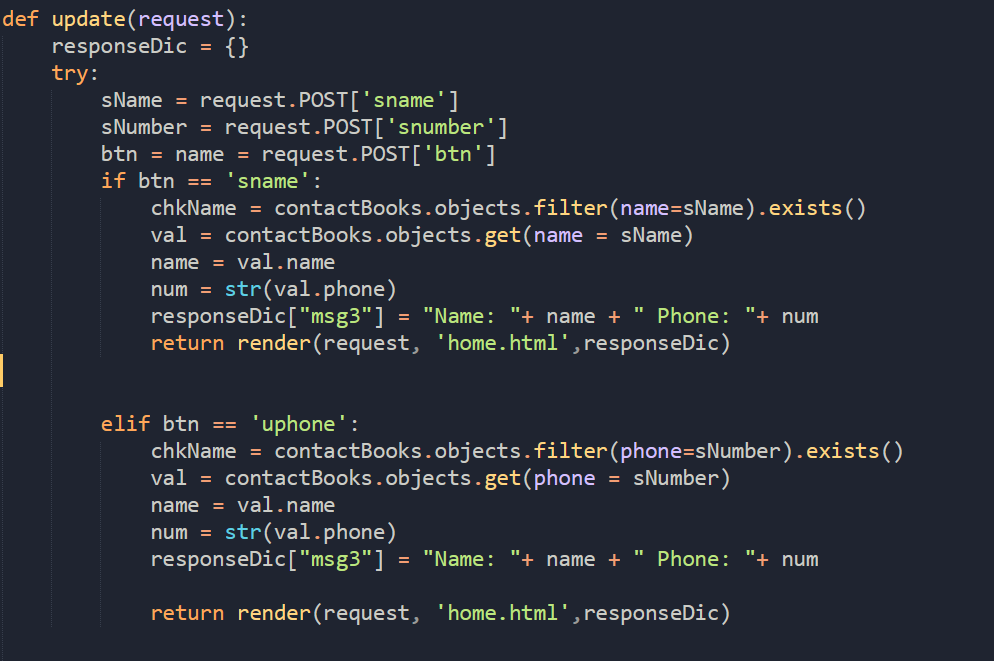 def update(request):
    responseDic = {}
    try:
        sName = request.POST['sname']
        sNumber = request.POST['snumber']
        btn = name = request.POST['btn']
        if btn == 'sname':
            chkName = contactBooks.objects.filter(name=sName).exists()
            val = contactBooks.objects.get(name = sName)
            name = val.name
            num = str(val.phone)
            responseDic["msg3"] = "Name: "+ name + " Phone: "+ num
            return render(request, 'home.html',responseDic)
        elif btn == 'uphone':
            chkName = contactBooks.objects.filter(phone=sNumber).exists()
            val = contactBooks.objects.get(phone = sNumber)
            name = val.name
            num = str(val.phone)
            responseDic["msg3"] = "Name: "+ name + " Phone: "+ num
            return render(request, 'home.html',responseDic)